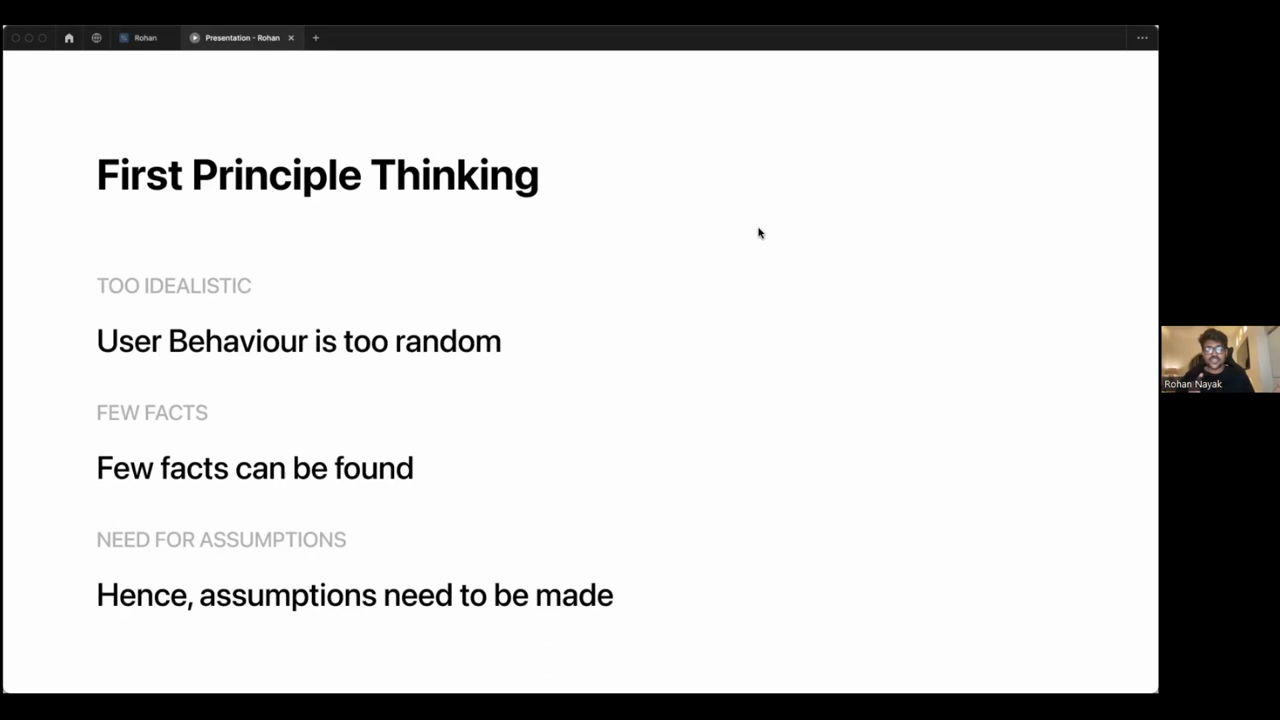 Rohan
Presentation - Rohan
First Principle Thinking
TOO IDEALISTIC
User Behaviour is too random
FEW FACTS
Few facts can be found
NEED FOR ASSUMPTIONS
Hence, assumptions need to be made
Rohan Nayak